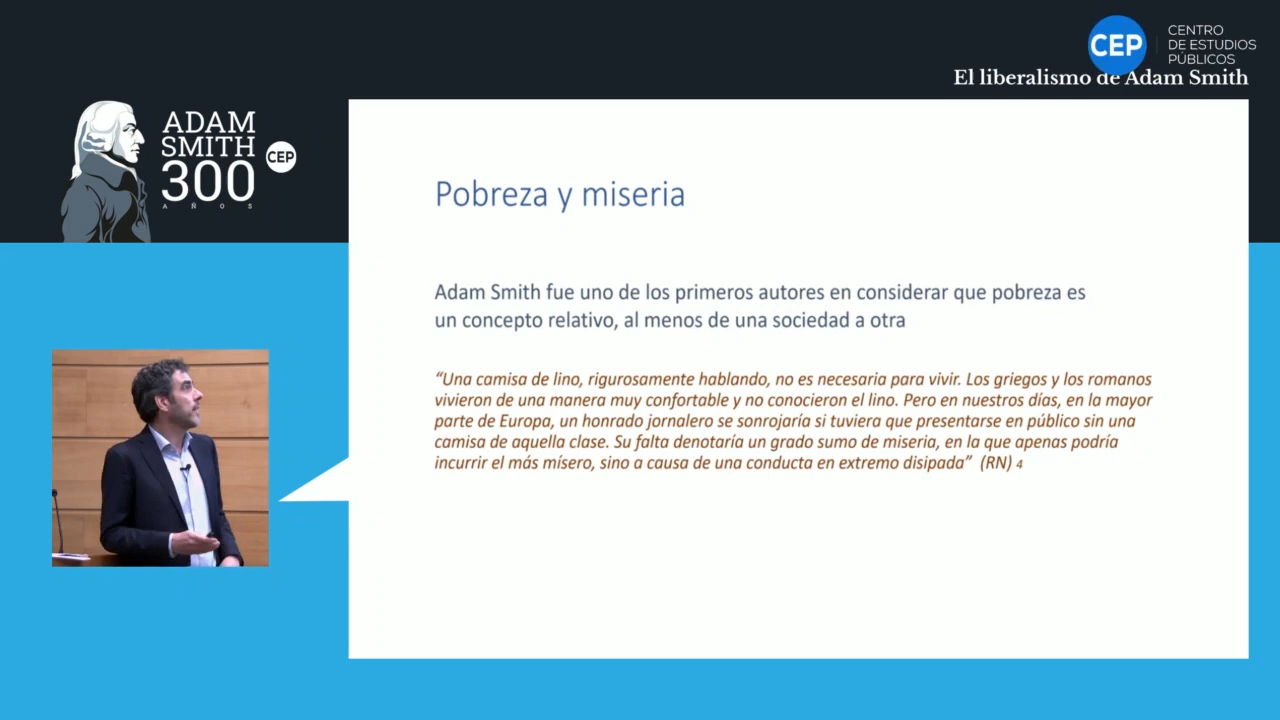 CEP
CENTRO
DE ESTUDIOS
PÚBLICOS
El liberalismo de Adam Smith
ADAM
SMITH
300
AÑOS
CEP
Pobreza y miseria
Adam Smith fue uno de los primeros autores en considerar que pobreza es
un concepto relativo, al menos de una sociedad a otra
“Una camisa de lino, rigurosamente hablando, no es necesaria para vivir. Los griegos y los romanos
vivieron de una manera muy confortable y no conocieron el lino. Pero en nuestros días, en la mayor
parte de Europa, un honrado jornalero se sonrojaría si tuviera que presentarse en público sin una
camisa de aquella clase. Su falta denotaría un grado sumo de miseria, en la que apenas podría
incurrir el más mísero, sino a causa de una conducta en extremo disipada” (RN) 4